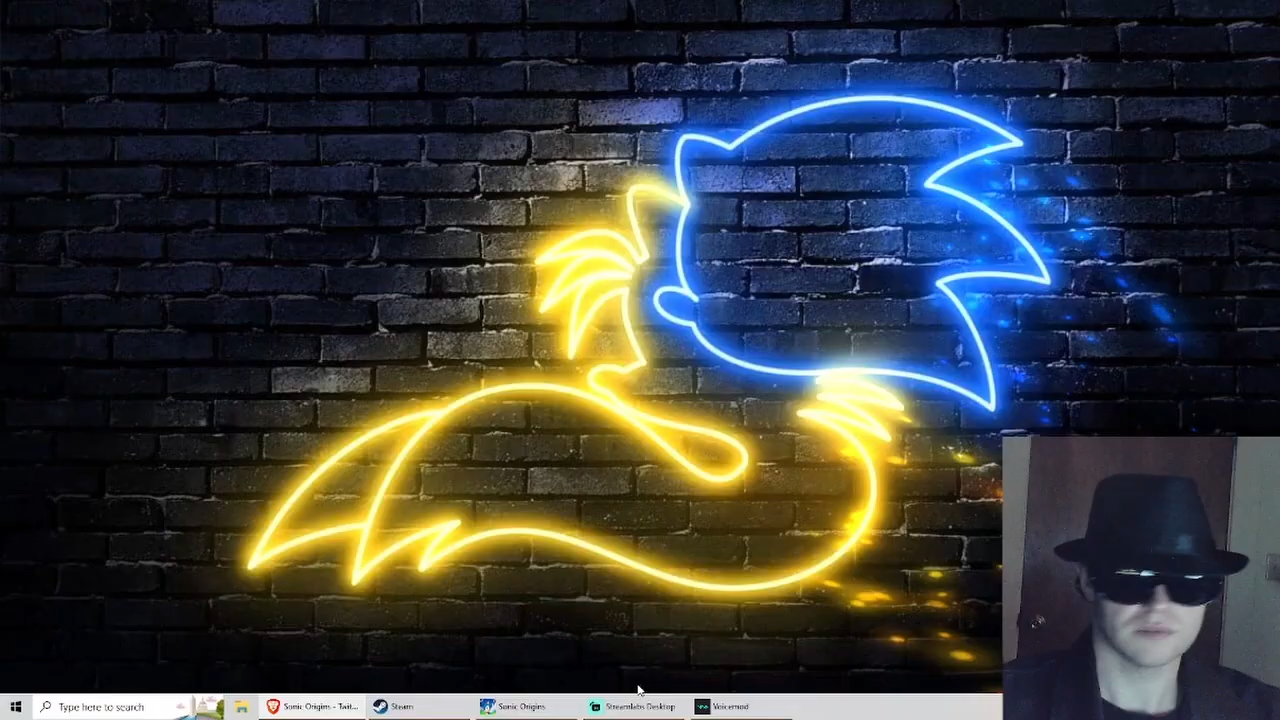 Type here to search
Sonic Origins - Twit...
Steam
Sonic Origins
Streamlabs Desktop
Voicemod